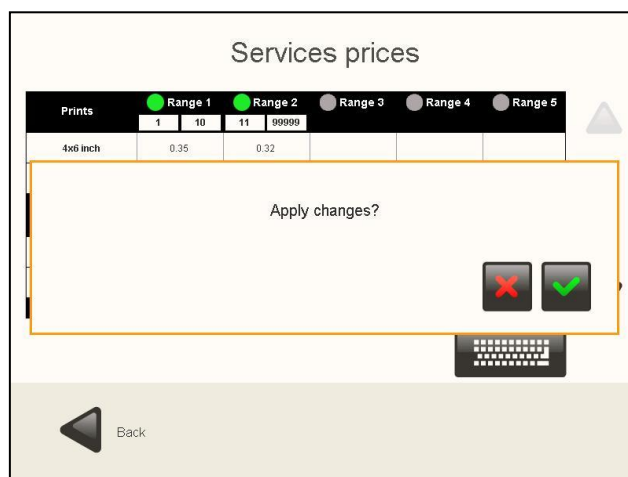 Services prices
Prints Range 1 Range 2 Range 3 Range 4 Range 5
1 10 11 99999
4x6 inch 0.35 0.32
Apply changes?
Back